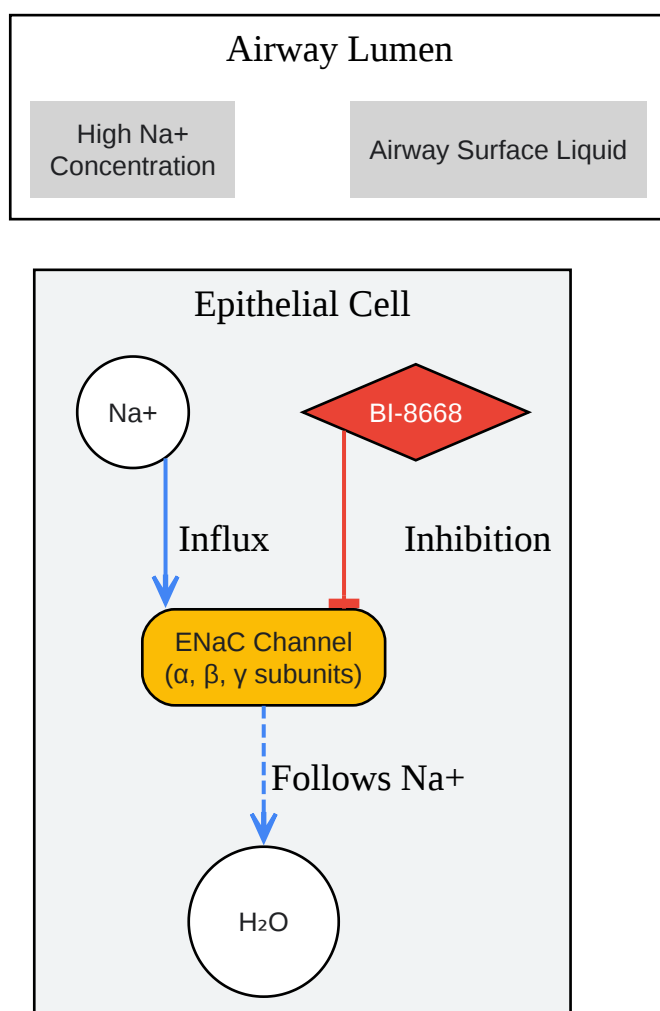 Airway Lumen
High Na+
Concentration
Airway Surface Liquid
Epithelial Cell
Na+
BI-8668
Influx
Inhibition
ENaC Channel
(α, β, γ subunits)
Follows Na+
H₂O